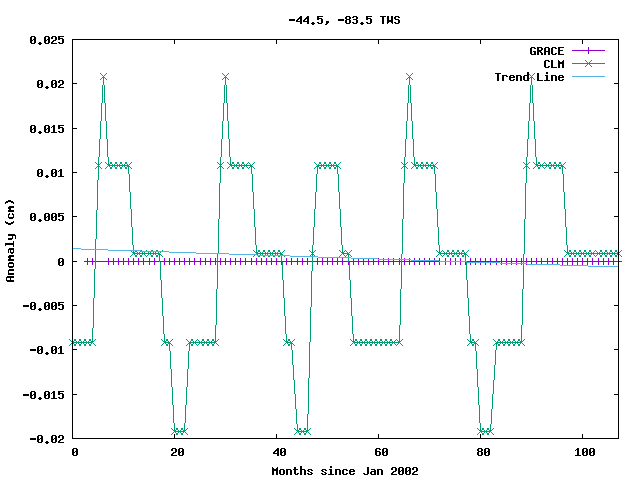 -44.5, -83.5 TWS
GRACE
CLM
Trend Line
0.025
0.02
0.015
0.01
0.005
0
-0.005
-0.01
-0.015
-0.02
Anomaly (cm)
0 20 40 60 80 100
Months since Jan 2002